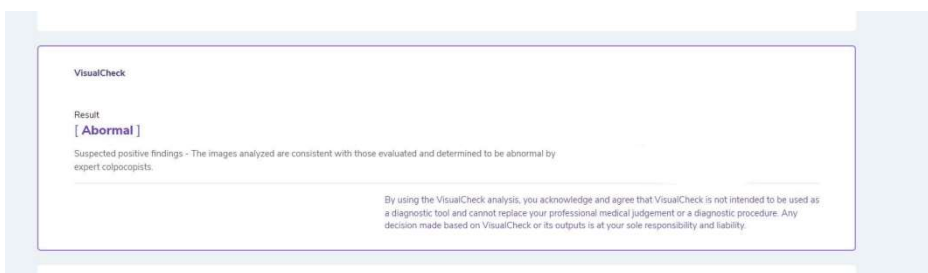 VisualCheck
Result
[ Abormal ]
Suspected positive findings - The images analyzed are consistent with those evaluated and determined to be abnormal by
expert colpocopists.
By using the VisualCheck analysis, you acknowledge and agree that VisualCheck is not intended to be used as
a diagnostic tool and cannot replace your professional medical judgement or a diagnostic procedure. Any
decision made based on VisualCheck or its outputs is at your sole responsibility and liability.